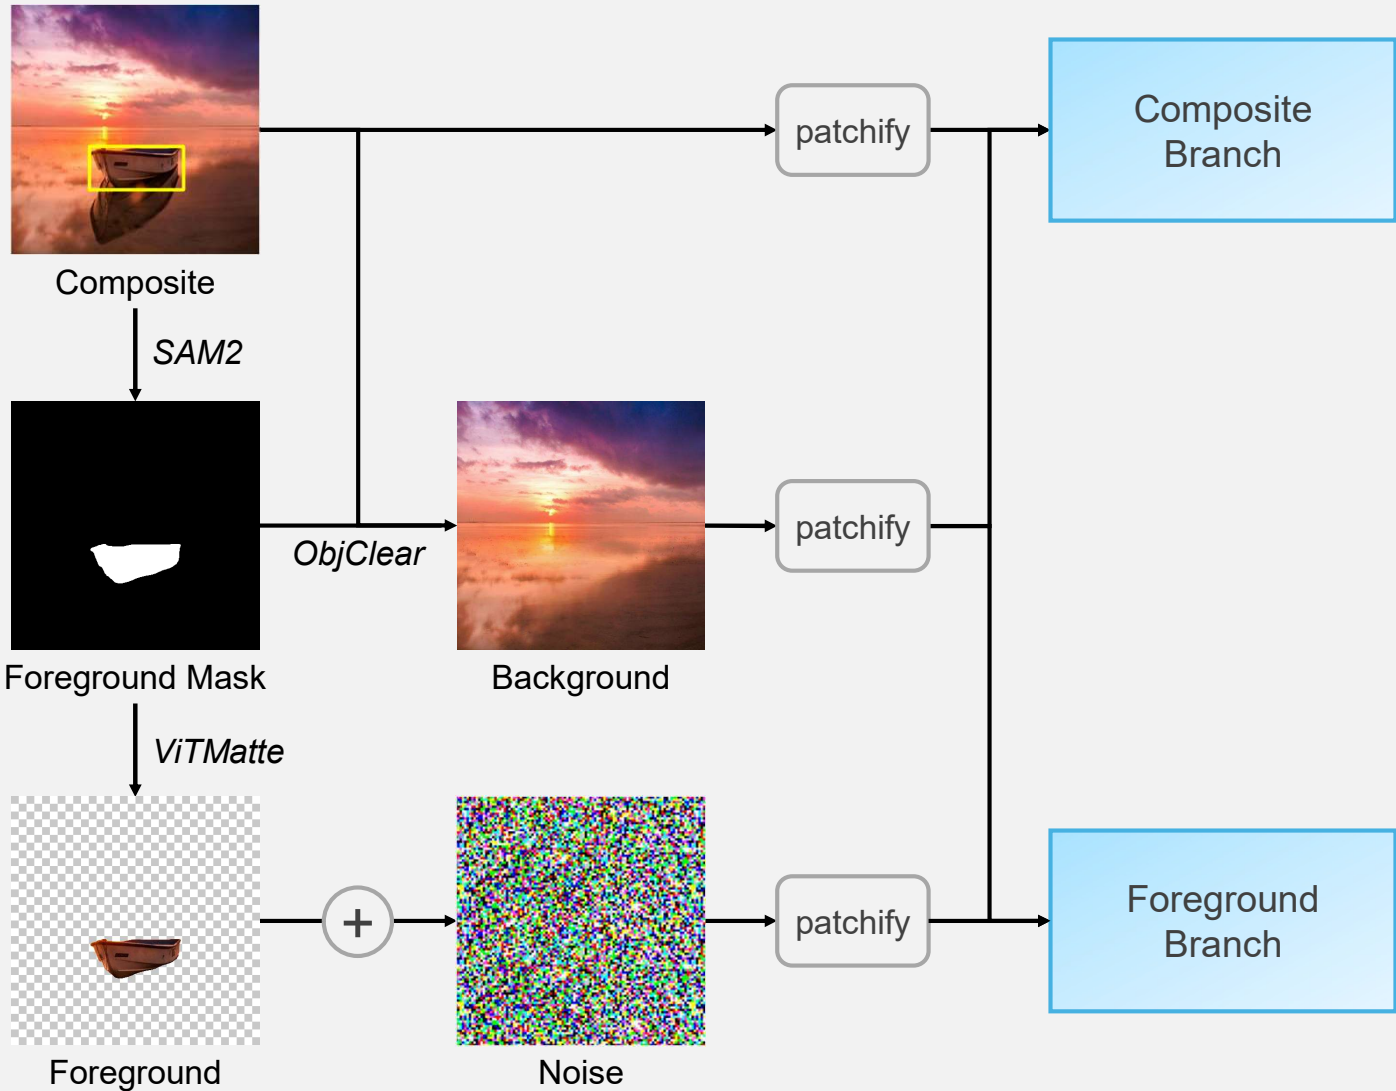 patchify
Composite
Branch
Composite
SAM2
ObjClear
patchify
Foreground Mask
Background
ViTMatte
+
patchify
Foreground
Branch
Foreground
Noise